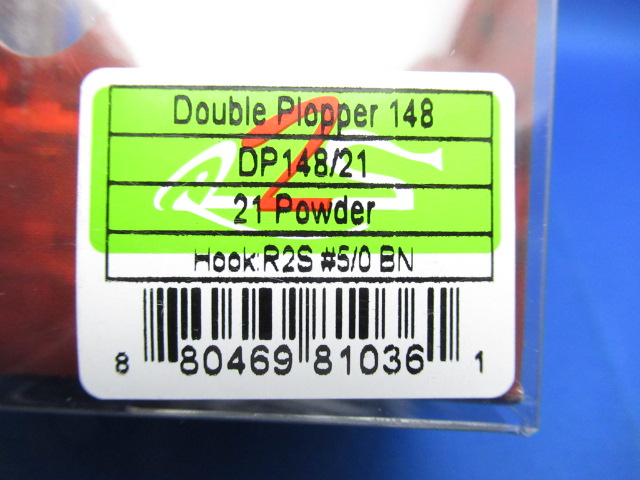 Double Plopper 148
DP148/21
21 Powder
Hook:R2S #5/0 BN
8 80469 81036 1